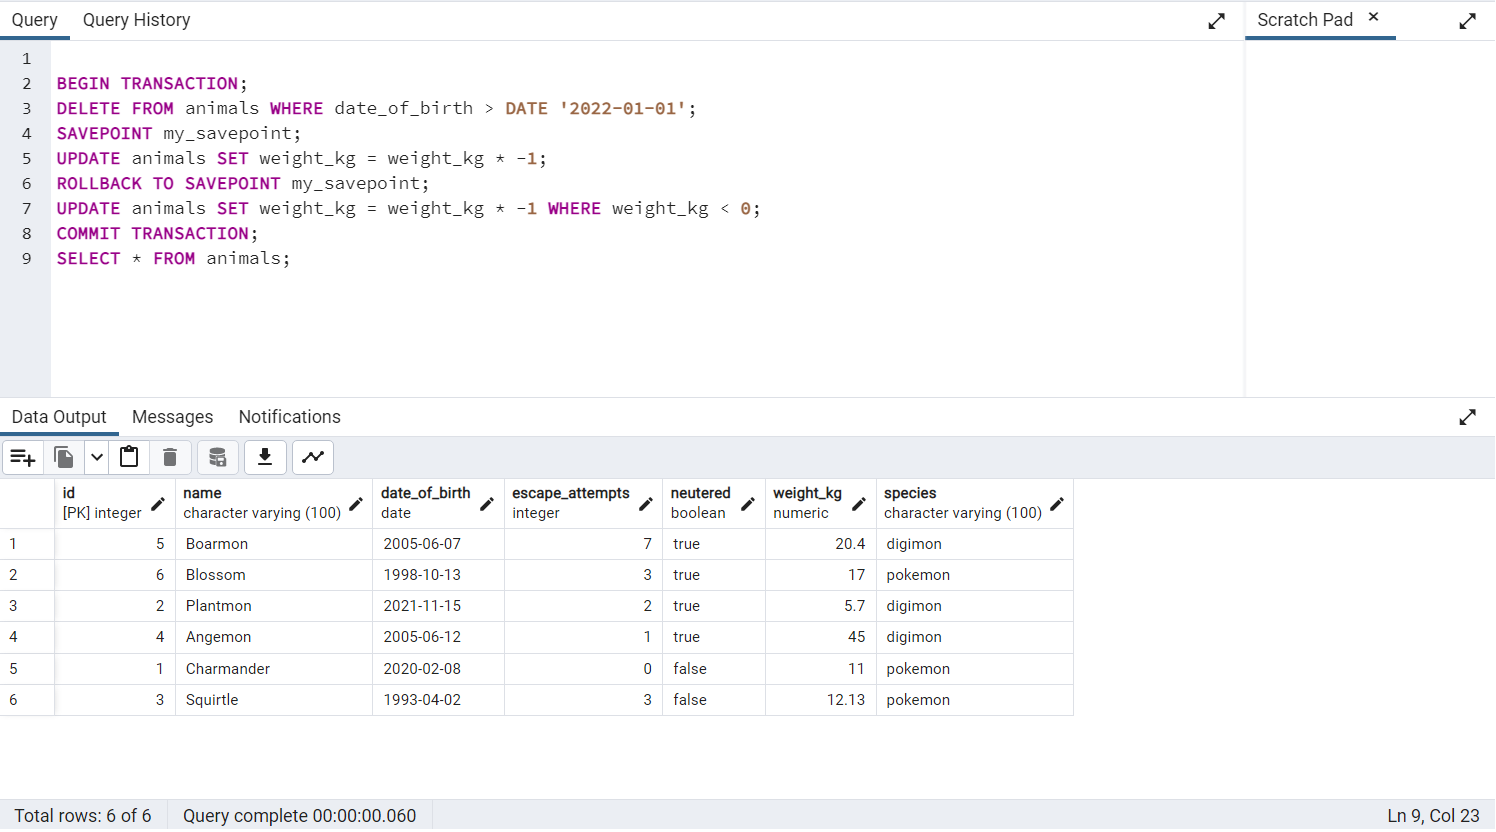 Query Query History Scratch Pad ×
1
2 BEGIN TRANSACTION;
3 DELETE FROM animals WHERE date_of_birth > DATE '2022-01-01';
4 SAVEPOINT my_savepoint;
5 UPDATE animals SET weight_kg = weight_kg * -1;
6 ROLLBACK TO SAVEPOINT my_savepoint;
7 UPDATE animals SET weight_kg = weight_kg * -1 WHERE weight_kg < 0;
8 COMMIT TRANSACTION;
9 SELECT * FROM animals;
Data Output Messages Notifications
id name date_of_birth escape_attempts neutered weight_kg species
[PK] integer character varying (100) date integer boolean numeric character varying (100)
1 5 Boarmon 2005-06-07 7 true 20.4 digimon
2 6 Blossom 1998-10-13 3 true 17 pokemon
3 2 Plantmon 2021-11-15 2 true 5.7 digimon
4 4 Angemon 2005-06-12 1 true 45 digimon
5 1 Charmander 2020-02-08 0 false 11 pokemon
6 3 Squirtle 1993-04-02 3 false 12.13 pokemon
Total rows: 6 of 6 Query complete 00:00:00.060 Ln 9, Col 23